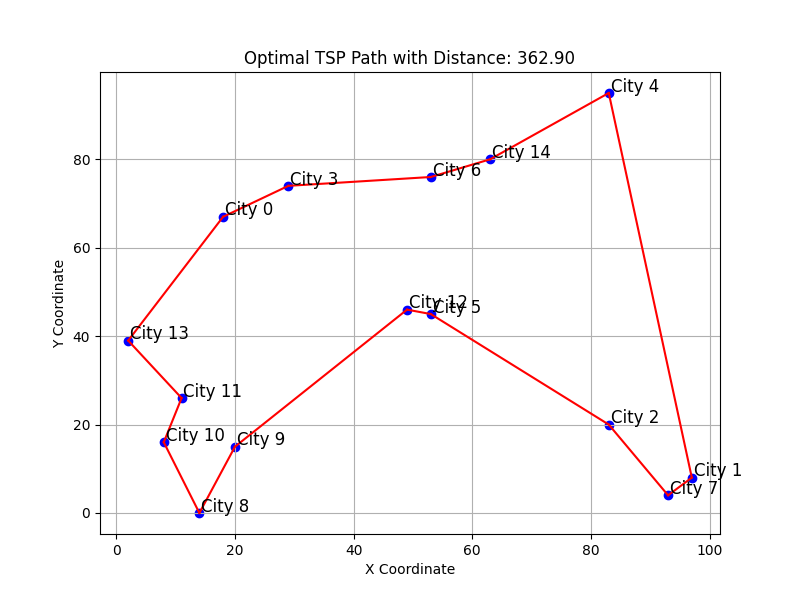 Optimal TSP Path with Distance: 362.90
City 4
City 14
City 6
City 3
City 0
City 12
City 5
City 13
City 11
City 10
City 9
City 2
City 1
City 7
City 8
80
60
40
20
0
Y Coordinate
0 20 40 60 80 100
X Coordinate